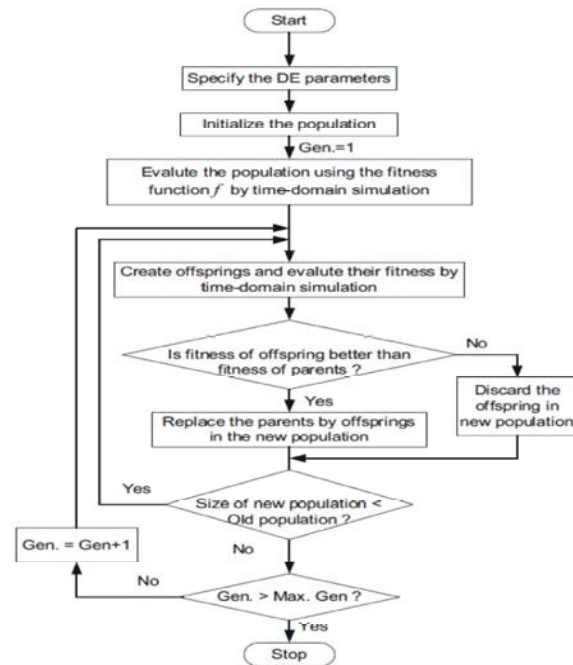 Start
Specify the DE parameters
Initialize the population
Gen.=1
Evalute the population using the fitness
function f by time-domain simulation
Create offsprings and evalute their fitness by
time-domain simulation
Is fitness of offspring better than
fitness of parents ?
No
Discard the
offspring in
new population
Yes
Replace the parents by offsprings
in the new population
Yes
Size of new population <
Old population ?
Gen. = Gen+1
No
No
Gen. > Max. Gen ?
Yes
Stop